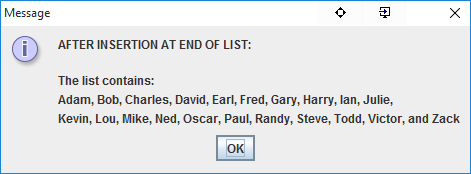 Message
AFTER INSERTION AT END OF LIST:
The list contains:
Adam, Bob, Charles, David, Earl, Fred, Gary, Harry, Ian, Julie,
Kevin, Lou, Mike, Ned, Oscar, Paul, Randy, Steve, Todd, Victor, and Zack
OK